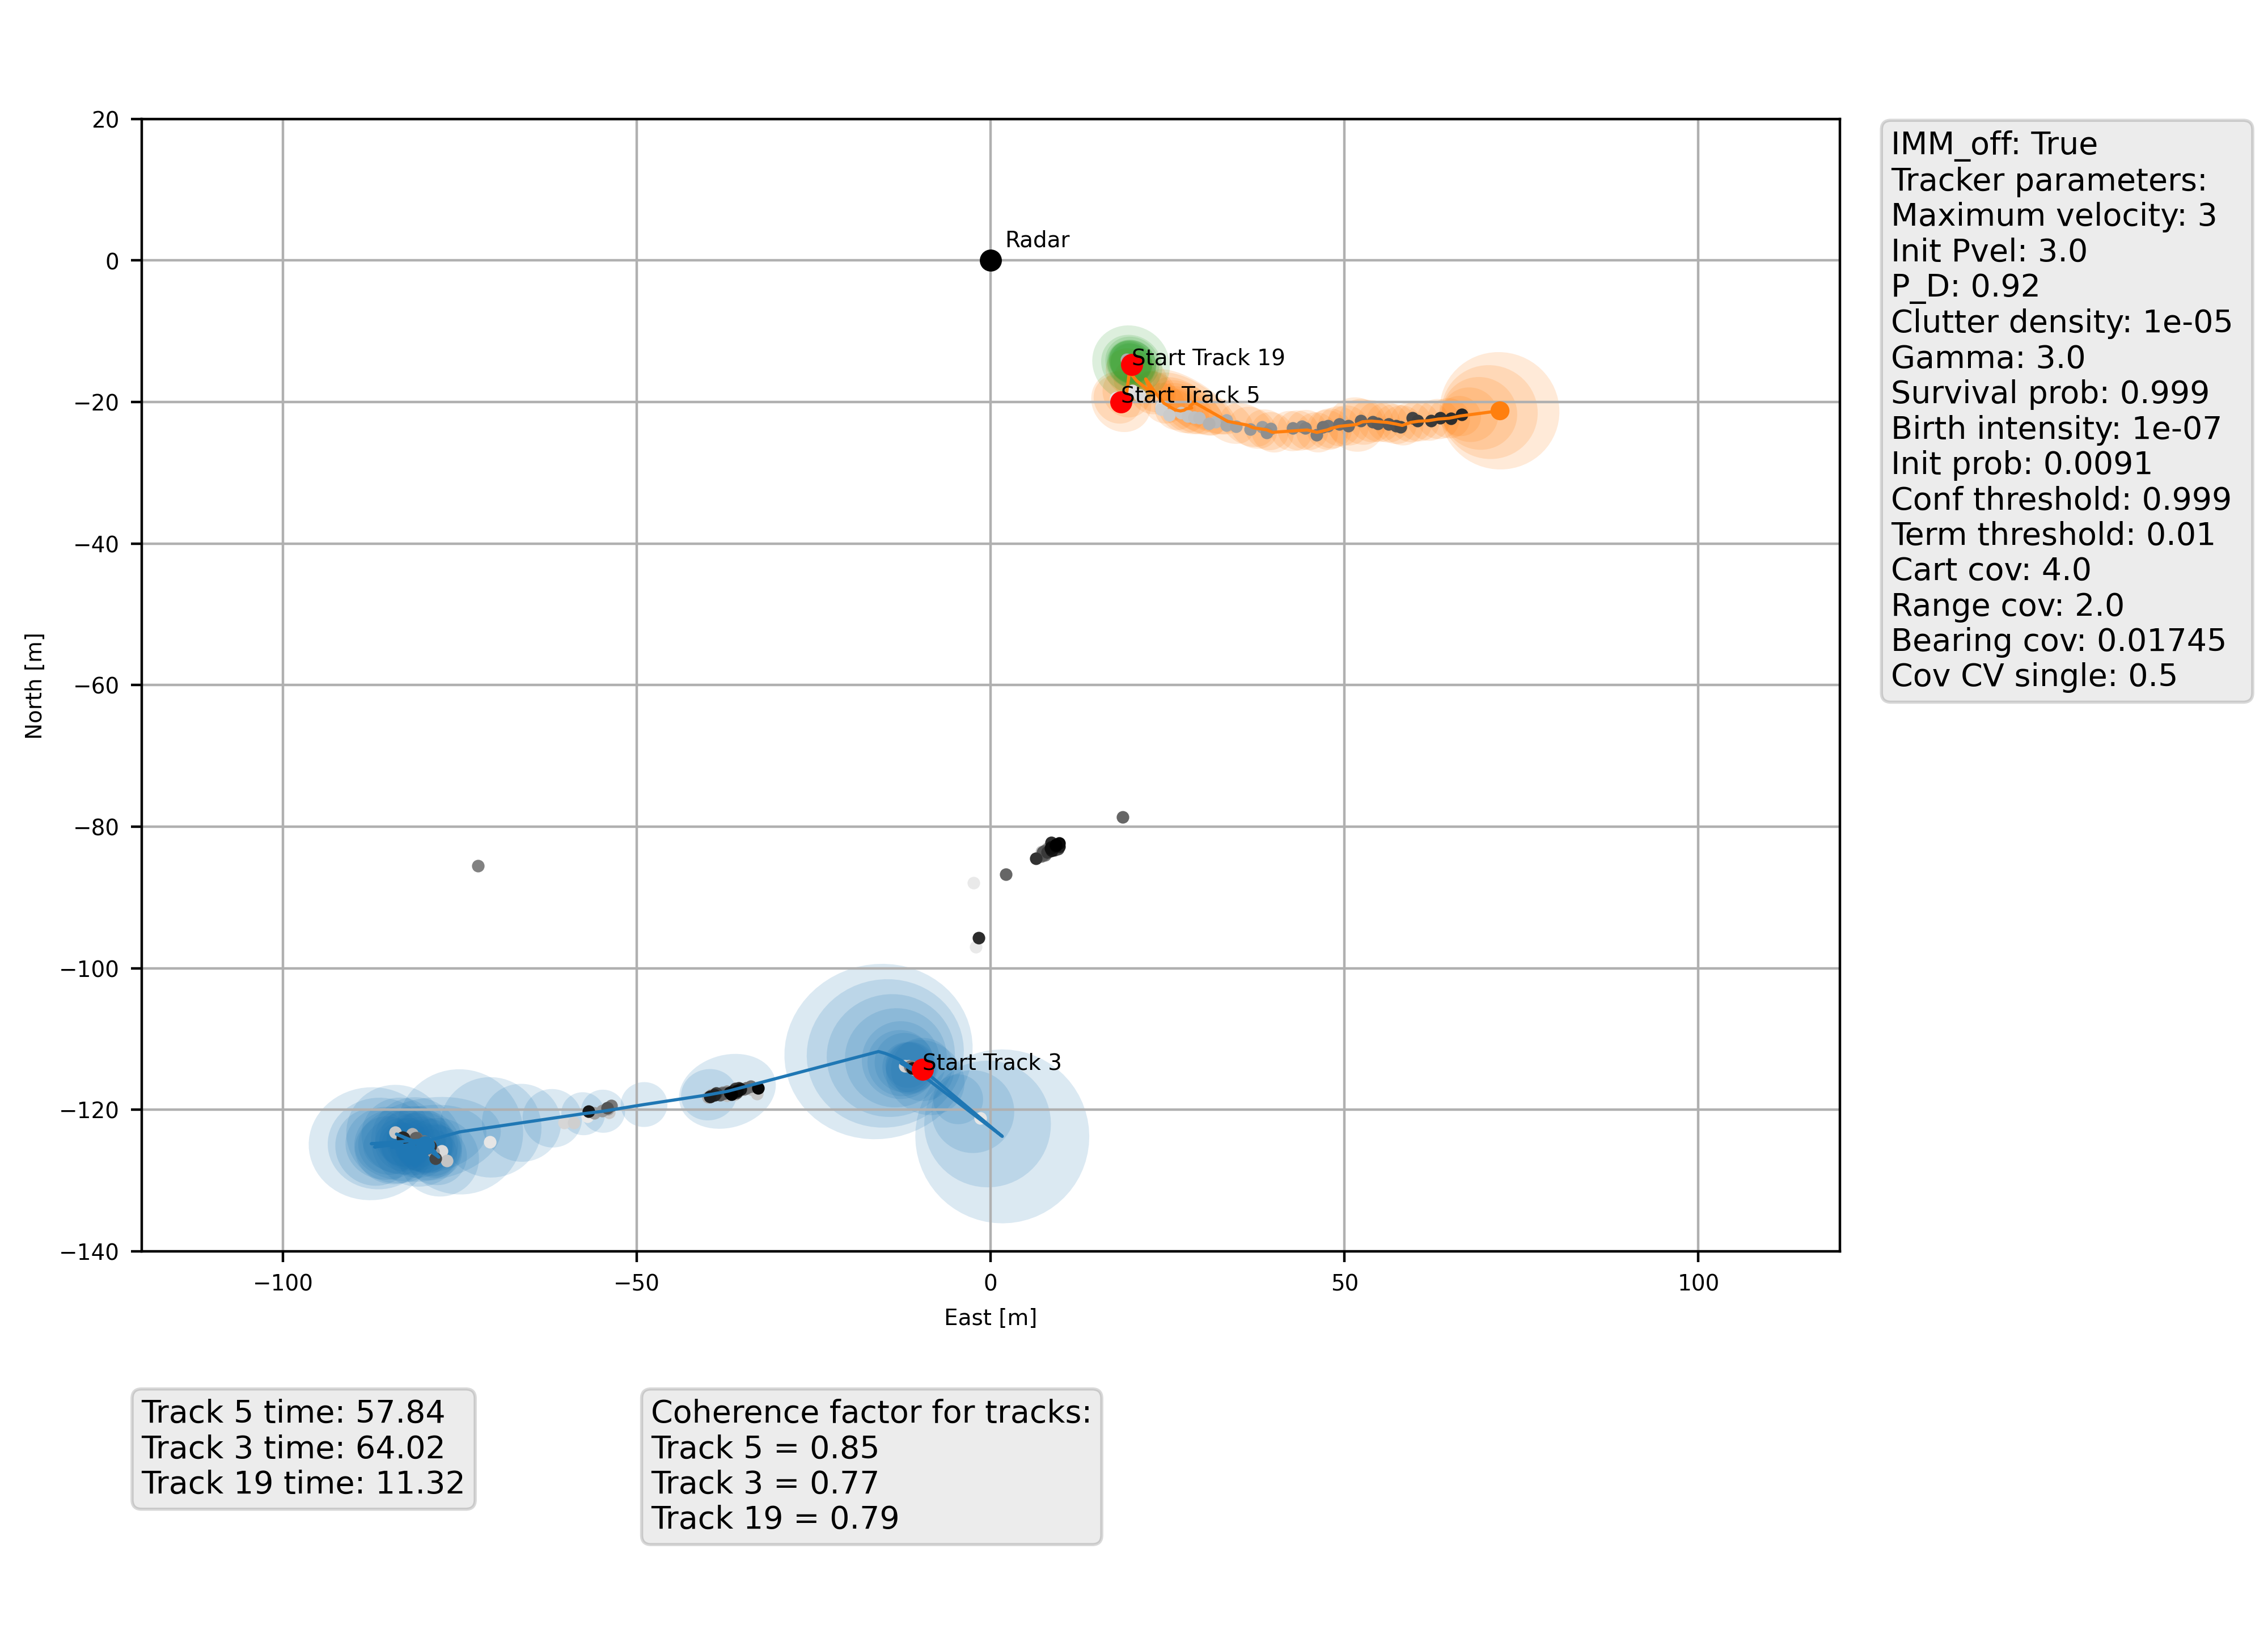 20
0
−20
−40
−60
−80
−100
−120
−140
North [m]
−100
−50
0
50
100
East [m]
Radar
Start Track 19
Start Track 5
Start Track 3
IMM_off: True
Tracker parameters:
Maximum velocity: 3
Init Pvel: 3.0
P_D: 0.92
Clutter density: 1e-05
Gamma: 3.0
Survival prob: 0.999
Birth intensity: 1e-07
Init prob: 0.0091
Conf threshold: 0.999
Term threshold: 0.01
Cart cov: 4.0
Range cov: 2.0
Bearing cov: 0.01745
Cov CV single: 0.5
Track 5 time: 57.84
Track 3 time: 64.02
Track 19 time: 11.32
Coherence factor for tracks:
Track 5 = 0.85
Track 3 = 0.77
Track 19 = 0.79